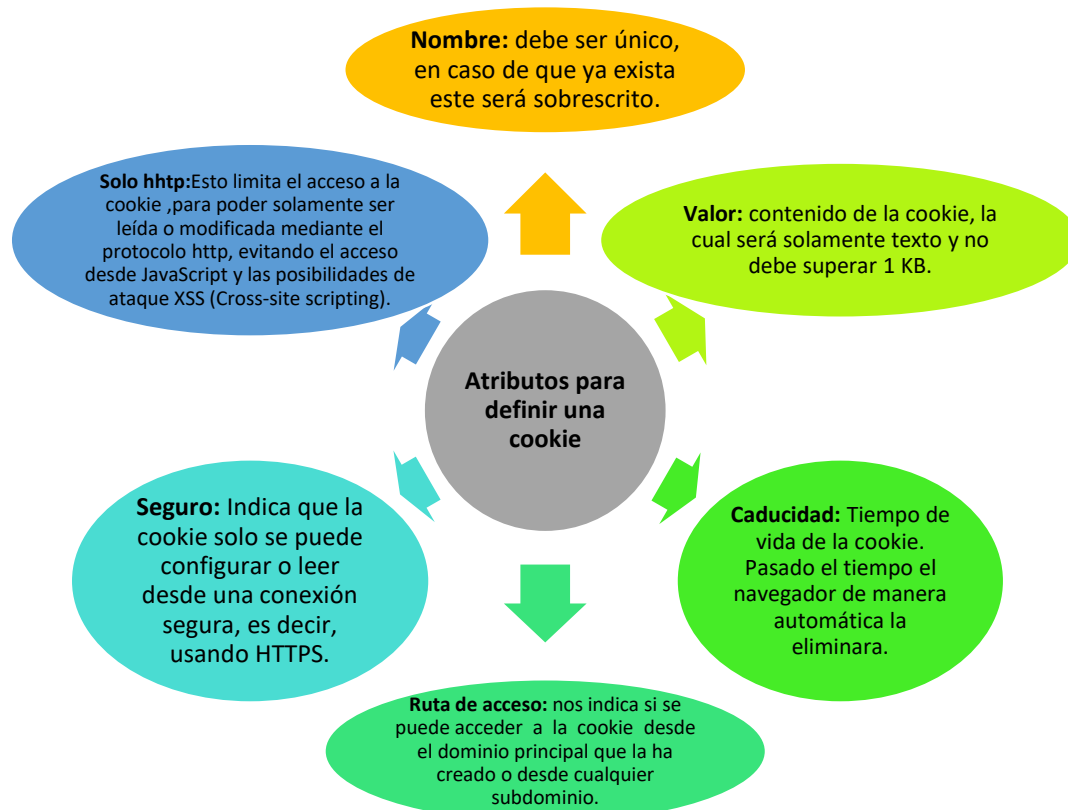 Nombre: debe ser único,
en caso de que ya exista
este será sobrescrito.
Solo hhtp:Esto limita el acceso a la
cookie ,para poder solamente ser
leída o modificada mediante el
protocolo http, evitando el acceso
desde JavaScript y las posibilidades de
ataque XSS (Cross-site scripting).
Valor: contenido de la cookie, la
cual será solamente texto y no
debe superar 1 KB.
Atributos para
definir una
cookie
Seguro: Indica que la
cookie solo se puede
configurar o leer
desde una conexión
segura, es decir,
usando HTTPS.
Caducidad: Tiempo de
vida de la cookie.
Pasado el tiempo el
navegador de manera
automática la
eliminara.
Ruta de acceso: nos indica si se
puede acceder a la cookie desde
el dominio principal que la ha
creado o desde cualquier
subdominio.